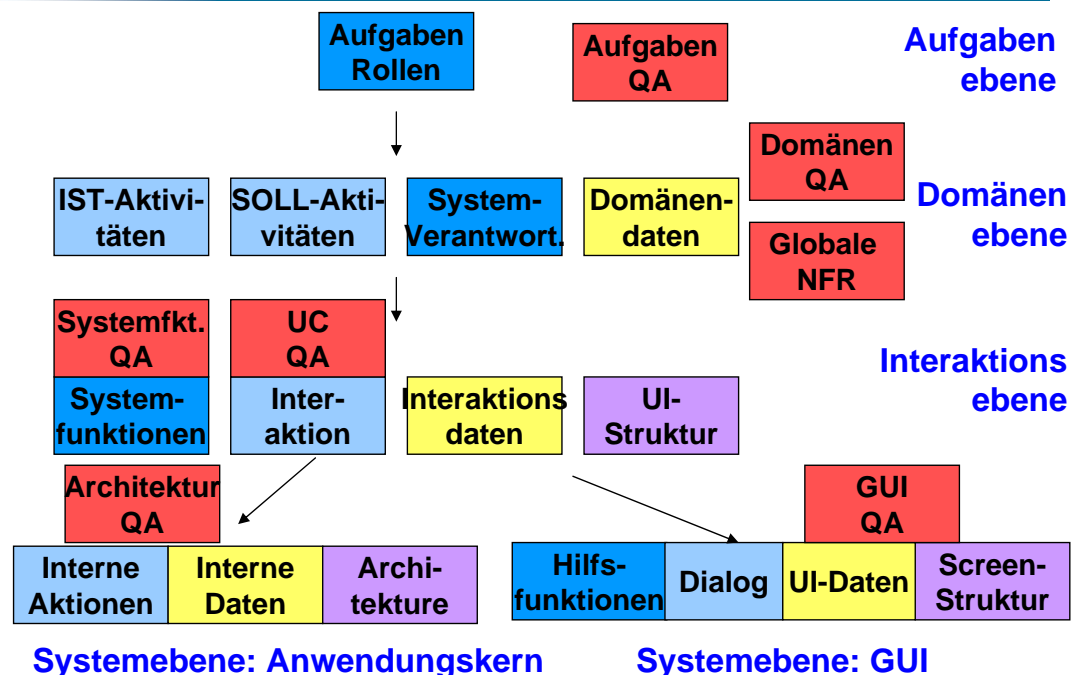 Aufgaben
Rollen
Aufgaben
QA
Aufgaben
ebene
Domänen
QA
IST-Aktivi-
täten
SOLL-Akti-
vitäten
System-
Verantwort.
Domänen-
daten
Globale
NFR
Domänen
ebene
Systemfkt.
QA
UC
QA
System-
funktionen
Inter-
aktion
Interaktions
daten
UI-
Struktur
Interaktions
ebene
Architektur
QA
GUI
QA
Interne
Aktionen
Interne
Daten
Archi-
tekture
Hilfs-
funktionen
Dialog
UI-Daten
Screen-
Struktur
Systemebene: Anwendungskern
Systemebene: GUI